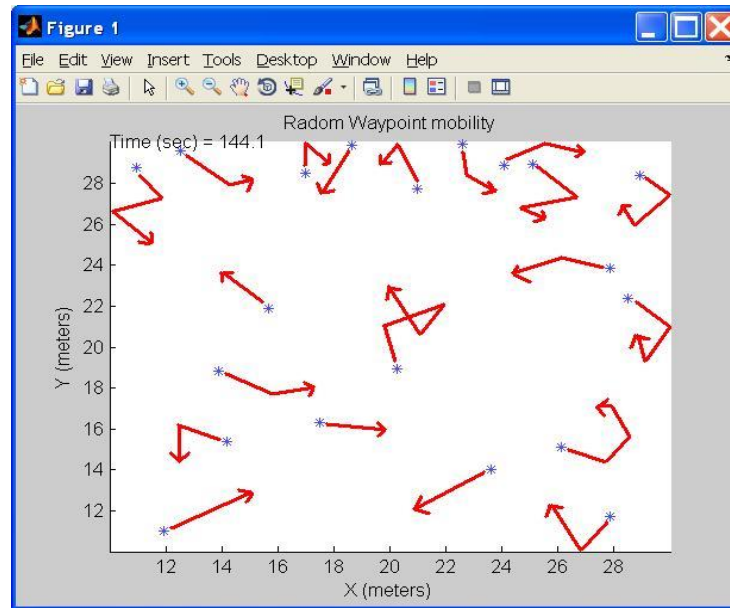 Figure 1
File Edit View Insert Tools Desktop Window Help
Radom Waypoint mobility
Time (sec) = 144.1
28
26
24
22
20
18
16
14
12
Y (meters)
12 14 16 18 20 22 24 26 28
X (meters)